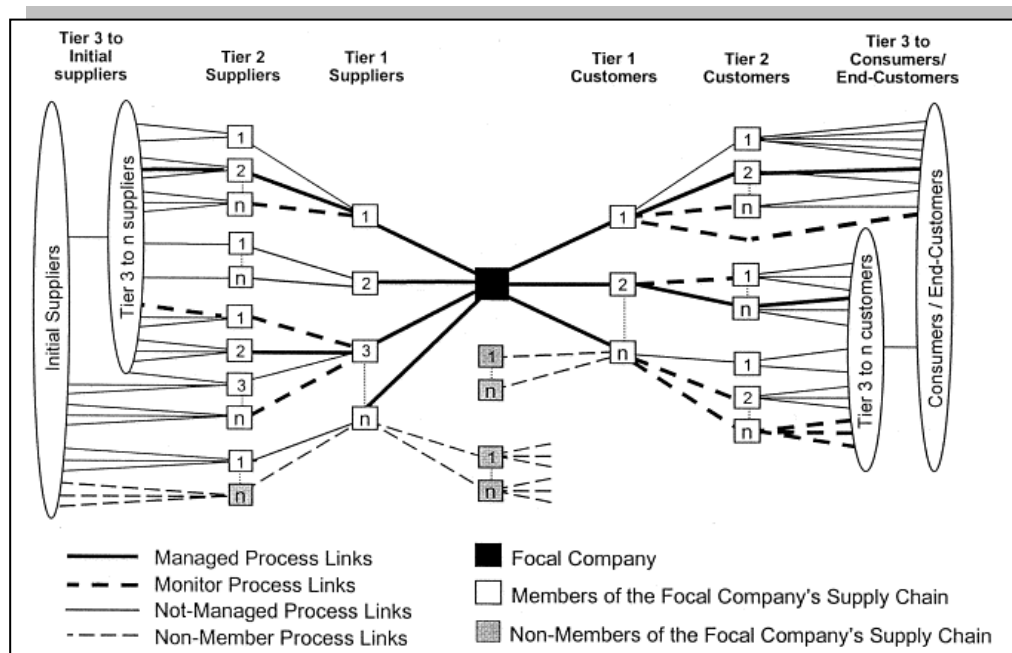 Tier 3 to
Initial
suppliers
Tier 2
Suppliers
Tier 1
Suppliers
Tier 1
Customers
Tier 2
Customers
Tier 3 to
Consumers/
End-Customers
Initial Suppliers
Tier 3 to n suppliers
1
2
n
1
n
1
2
3
n
1
n
1
2
3
n
1
n
1
n
1
2
n
1
2
n
1
n
1
2
n
Tier 3 to n customers
Consumers / End-Customers
Managed Process Links
Monitor Process Links
Not-Managed Process Links
Non-Member Process Links
Focal Company
Members of the Focal Company's Supply Chain
Non-Members of the Focal Company's Supply Chain